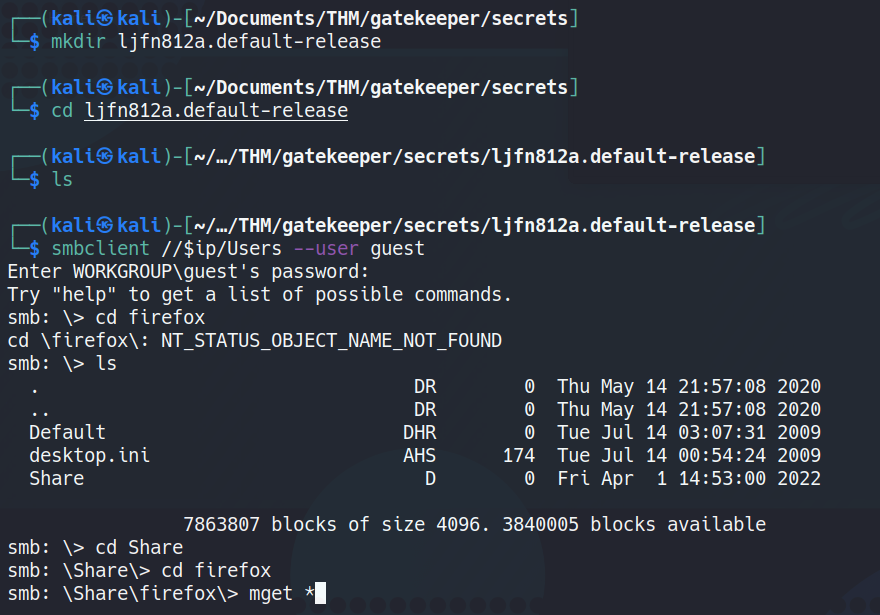 ┌──(kali㉿kali)-[~/Documents/THM/gatekeeper/secrets]
└─$ mkdir ljfn812a.default-release
┌──(kali㉿kali)-[~/Documents/THM/gatekeeper/secrets]
└─$ cd ljfn812a.default-release
┌──(kali㉿kali)-[~/…/THM/gatekeeper/secrets/ljfn812a.default-release]
└─$ ls
┌──(kali㉿kali)-[~/…/THM/gatekeeper/secrets/ljfn812a.default-release]
└─$ smbclient //$ip/Users --user guest
Enter WORKGROUP\guest's password:
Try "help" to get a list of possible commands.
smb: \> cd firefox
cd \firefox\: NT_STATUS_OBJECT_NAME_NOT_FOUND
smb: \> ls
  .                                  DR        0  Thu May 14 21:57:08 2020
  ..                                 DR        0  Thu May 14 21:57:08 2020
  Default                           DHR        0  Tue Jul 14 03:07:31 2009
  desktop.ini                       AHS      174  Tue Jul 14 00:54:24 2009
  Share                               D        0  Fri Apr  1 14:53:00 2022
                7863807 blocks of size 4096. 3840005 blocks available
smb: \> cd Share
smb: \Share\> cd firefox
smb: \Share\firefox\> mget *